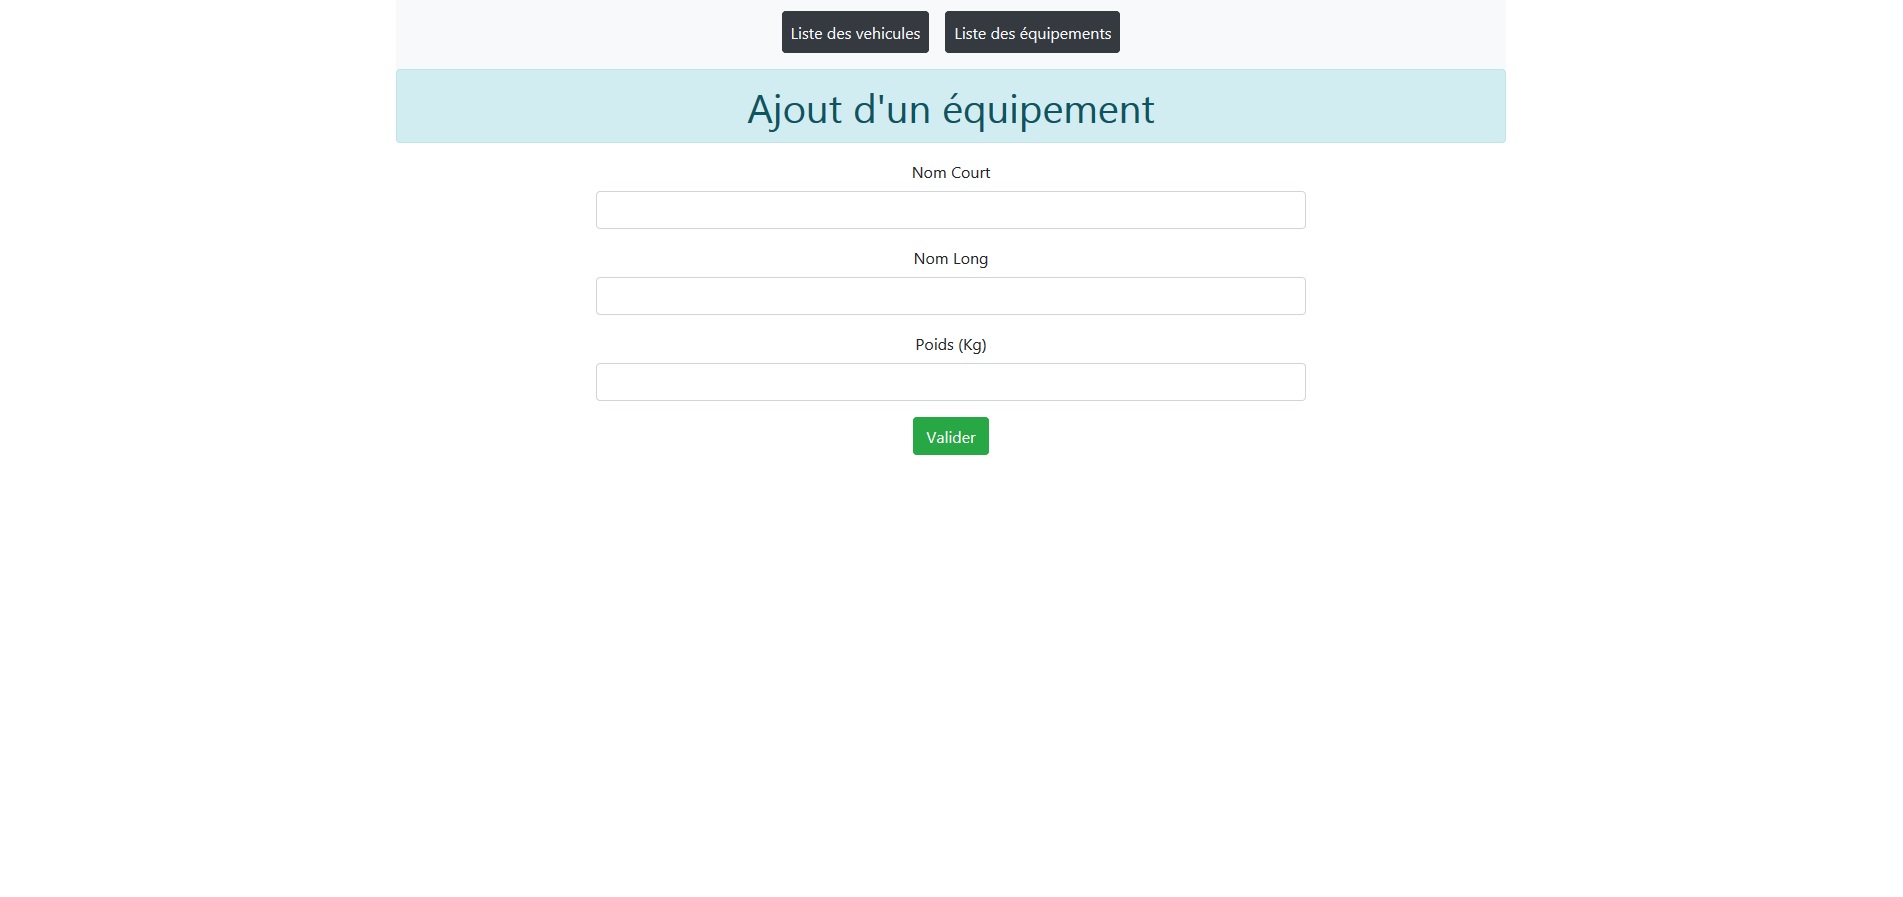 Liste des vehicules Liste des équipements
Ajout d'un équipement
Nom Court
Nom Long
Poids (Kg)
Valider